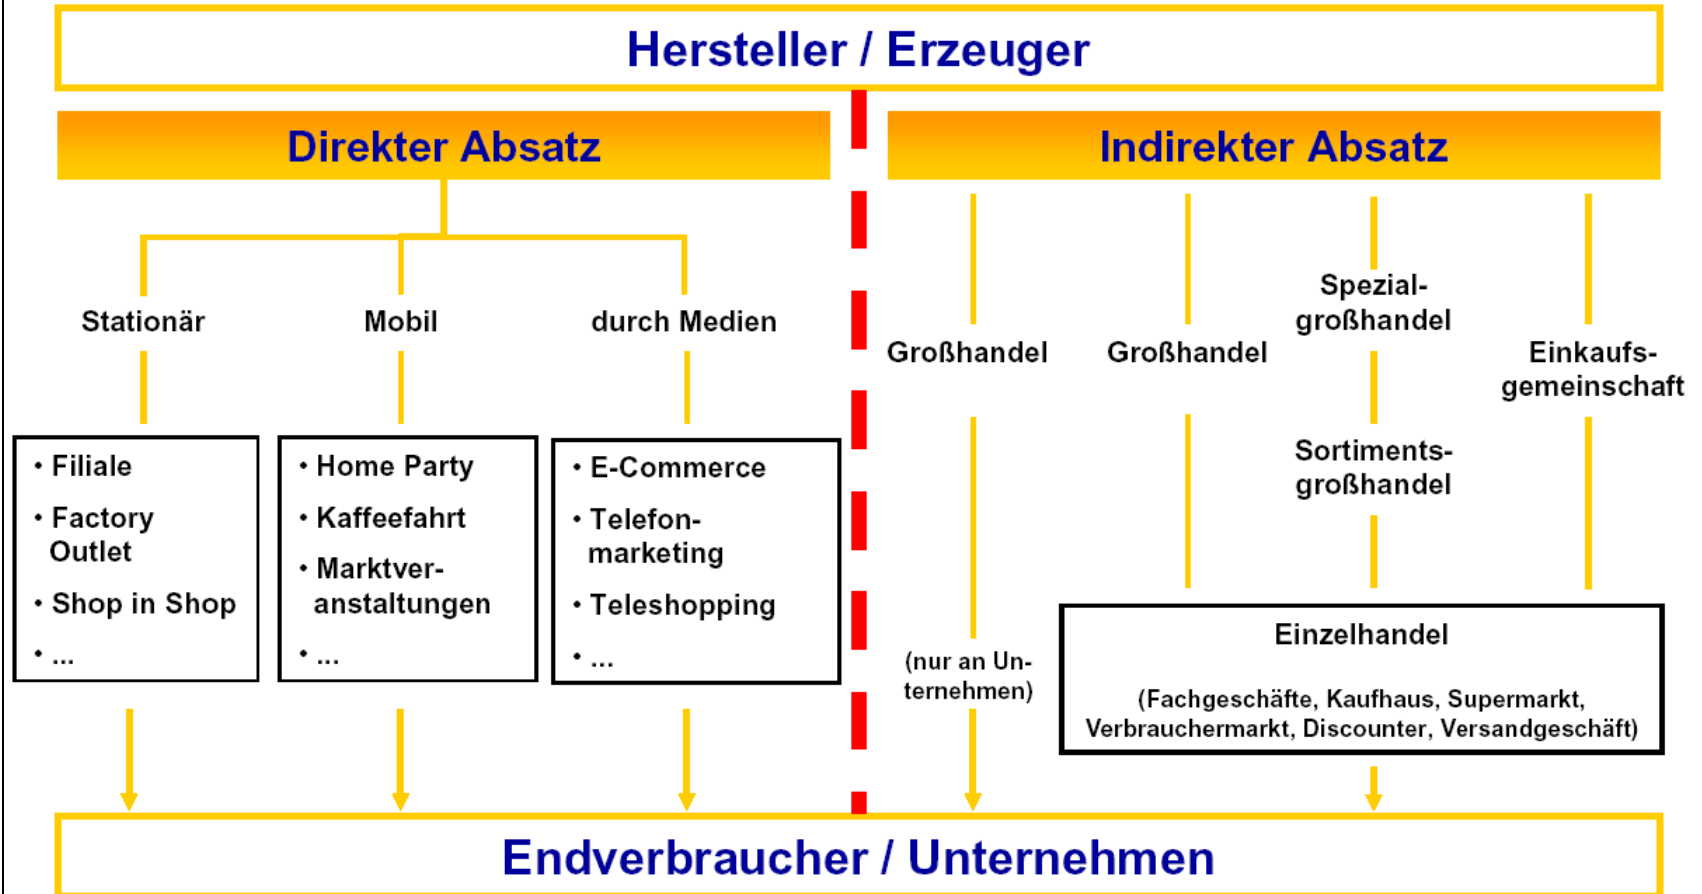 Hersteller / Erzeuger
Direkter Absatz
Indirekter Absatz
Stationär
Mobil
durch Medien
• Filiale
• Factory
Outlet
• Shop in Shop
• ...
• Home Party
• Kaffeefahrt
• Marktver-
anstaltungen
• ...
• E-Commerce
• Telefon-
marketing
• Teleshopping
• ...
Großhandel
(nur an Un-
ternehmen)
Großhandel
Spezial-
großhandel
Sortiments-
großhandel
Einkaufs-
gemeinschaft
Einzelhandel
(Fachgeschäfte, Kaufhaus, Supermarkt,
Verbrauchermarkt, Discounter, Versandgeschäft)
Endverbraucher / Unternehmen